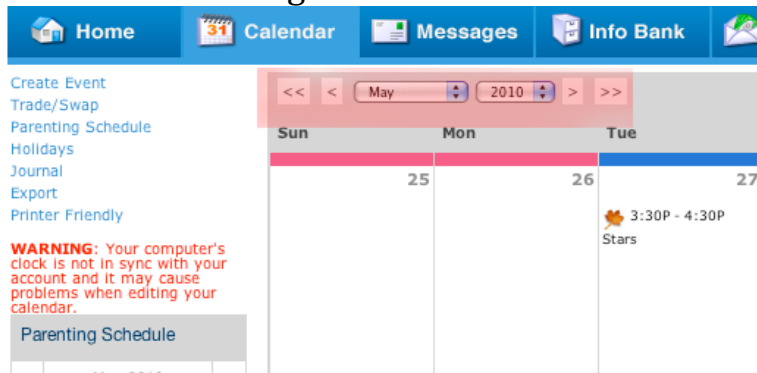 Home 31 Calendar Messages Info Bank
Create Event
Trade/Swap
Parenting Schedule
Holidays
Journal
Export
Printer Friendly
WARNING: Your computer's
clock is not in sync with your
account and it may cause
problems when editing your
calendar.
Parenting Schedule
<< < May 2010 > >>
Sun Mon Tue
25 26 27
3:30P - 4:30P
Stars